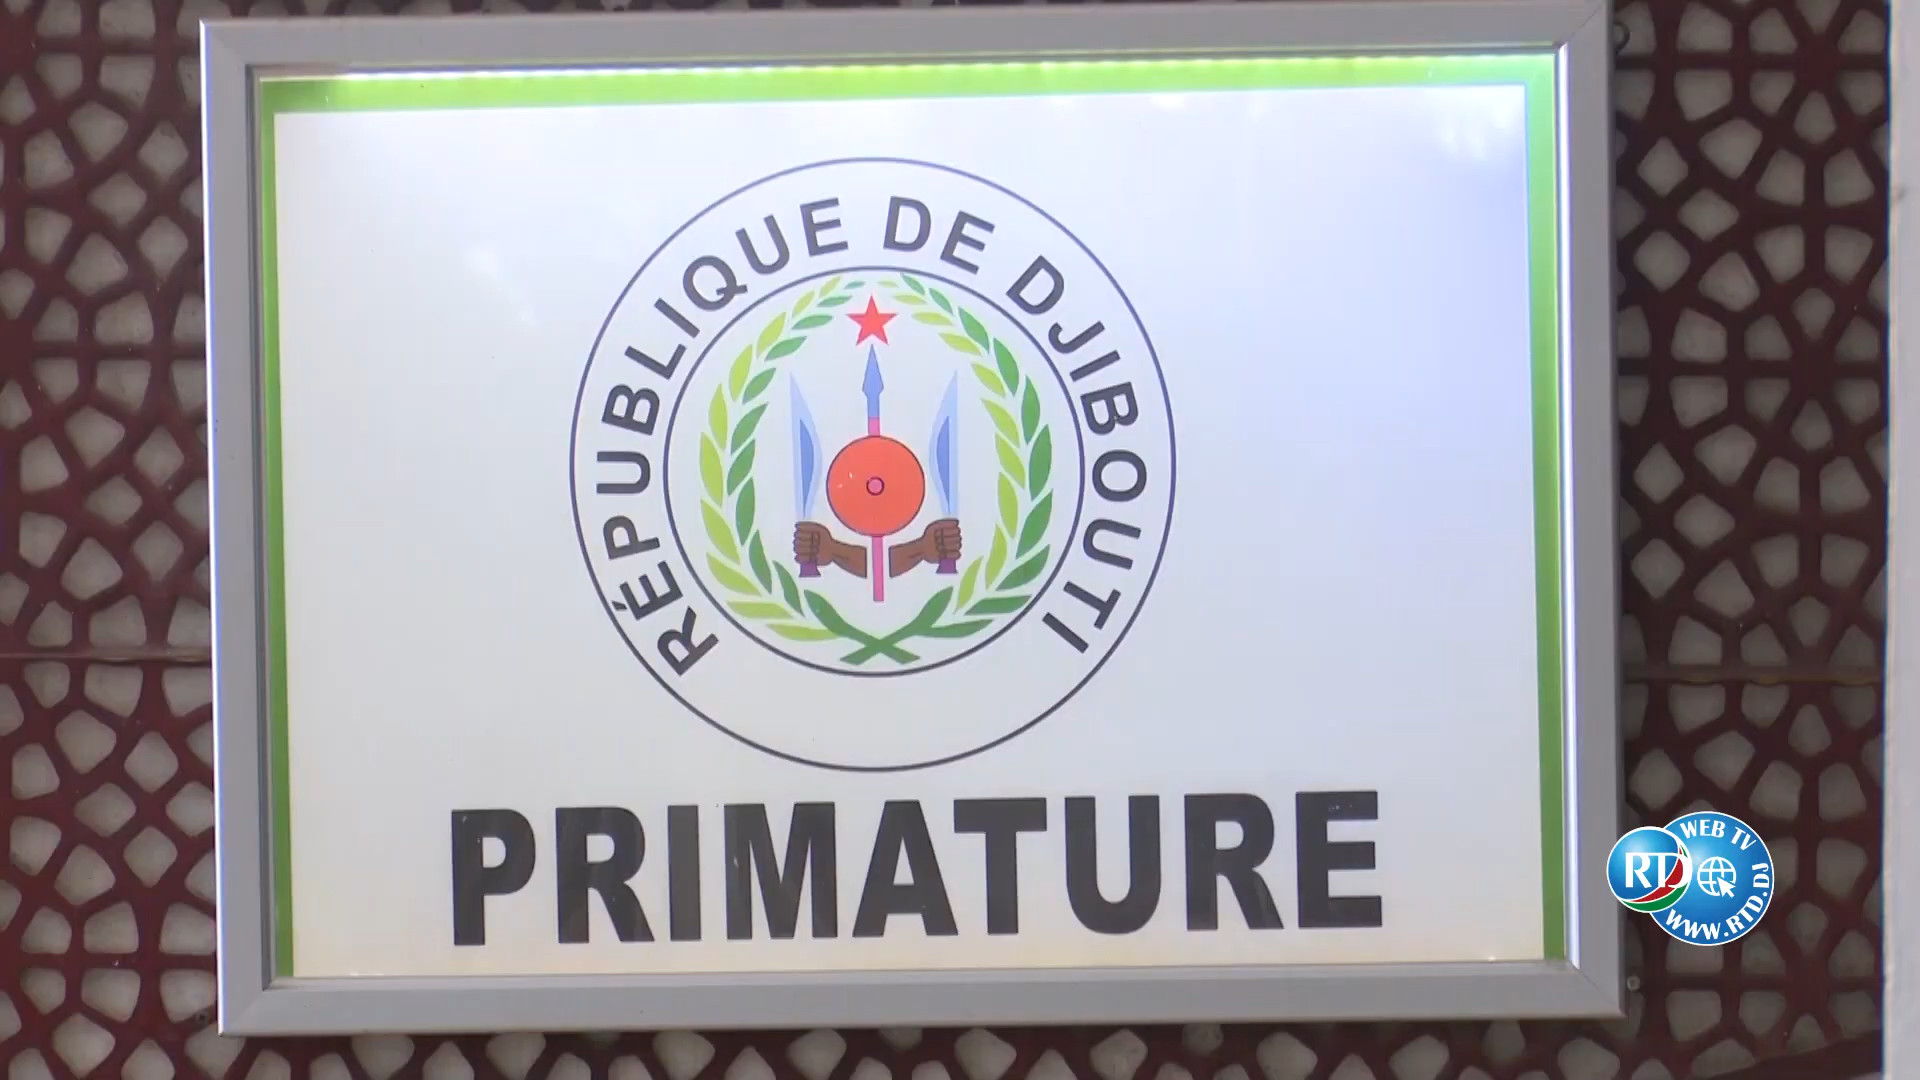 RÉPUBLIQUE DE DJIBOUTI
PRIMATURE
WEB TV
RTD
WWW.RTD.DJ